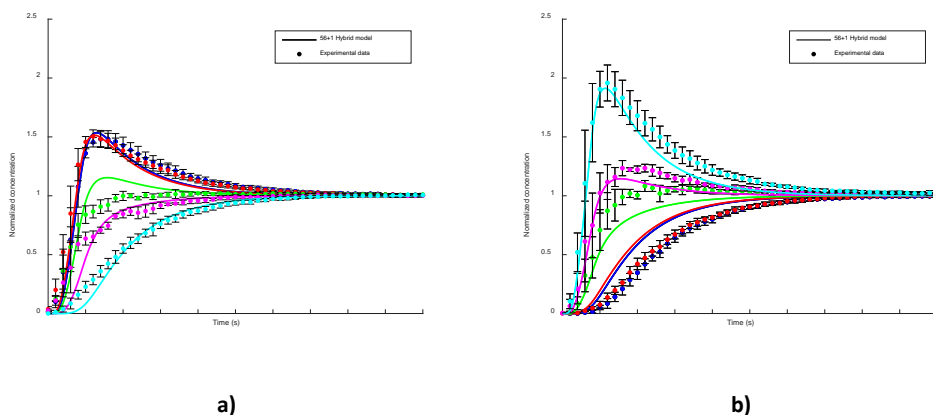 2.5
56+1 Hybrid model
Experimental data
2
1.5
Normalized concentration
1
0.5
0
Time (s)
a)
2.5
56+1 Hybrid model
Experimental data
2
1.5
Normalized concentration
1
0.5
0
Time (s)
b)